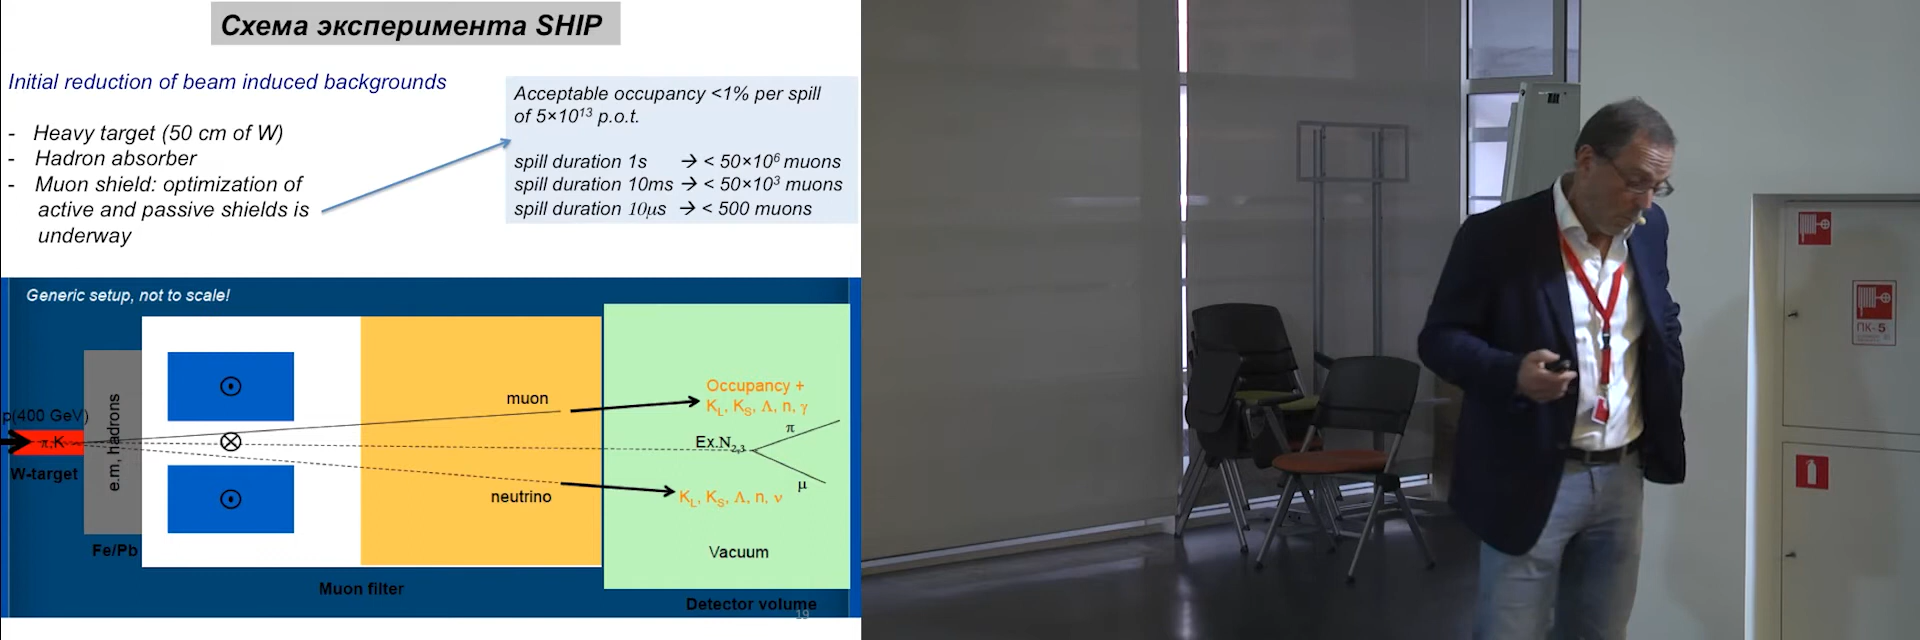 Схема эксперимента SHIP
Initial reduction of beam induced backgrounds
- Heavy target (50 cm of W)
- Hadron absorber
- Muon shield: optimization of
active and passive shields is
underway
Acceptable occupancy <1% per spill
of 5×10¹³ p.o.t.
spill duration 1s → < 50×10⁶ muons
spill duration 10ms → < 50×10³ muons
spill duration 10μs → < 500 muons
Generic setup, not to scale!
p(400 GeV)
π,K
W-target
e.m, hadrons
Fe/Pb
muon
neutrino
Muon filter
Occupancy +
K_L, K_S, Λ, n, γ
π
Ex.N₂,₃
μ
K_L, K_S, Λ, n, ν
Vacuum
Detector volume
19
ПК-5